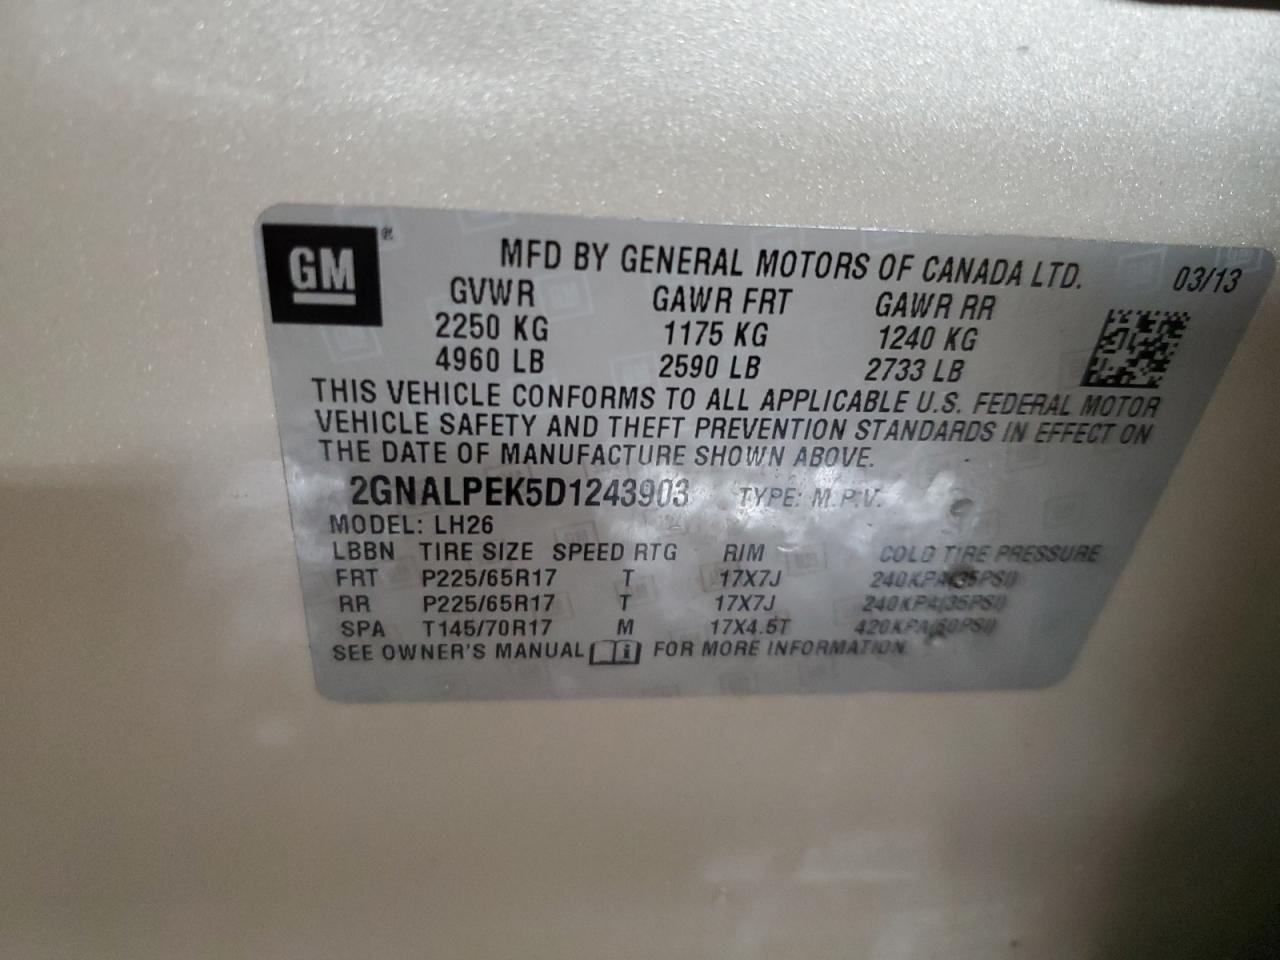 GM ®
MFD BY GENERAL MOTORS OF CANADA LTD. 03/13
GVWR GAWR FRT GAWR RR
2250 KG 1175 KG 1240 KG
4960 LB 2590 LB 2733 LB
THIS VEHICLE CONFORMS TO ALL APPLICABLE U.S. FEDERAL MOTOR
VEHICLE SAFETY AND THEFT PREVENTION STANDARDS IN EFFECT ON
THE DATE OF MANUFACTURE SHOWN ABOVE.
2GNALPEK5D1243903 TYPE: M.P.V.
MODEL: LH26
LBBN TIRE SIZE SPEED RTG RIM COLD TIRE PRESSURE
FRT P225/65R17 T 17X7J 240KPA(35PSI)
RR P225/65R17 T 17X7J 240KPA(35PSI)
SPA T145/70R17 M 17X4.5T 420KPA(60PSI)
SEE OWNER'S MANUAL FOR MORE INFORMATION